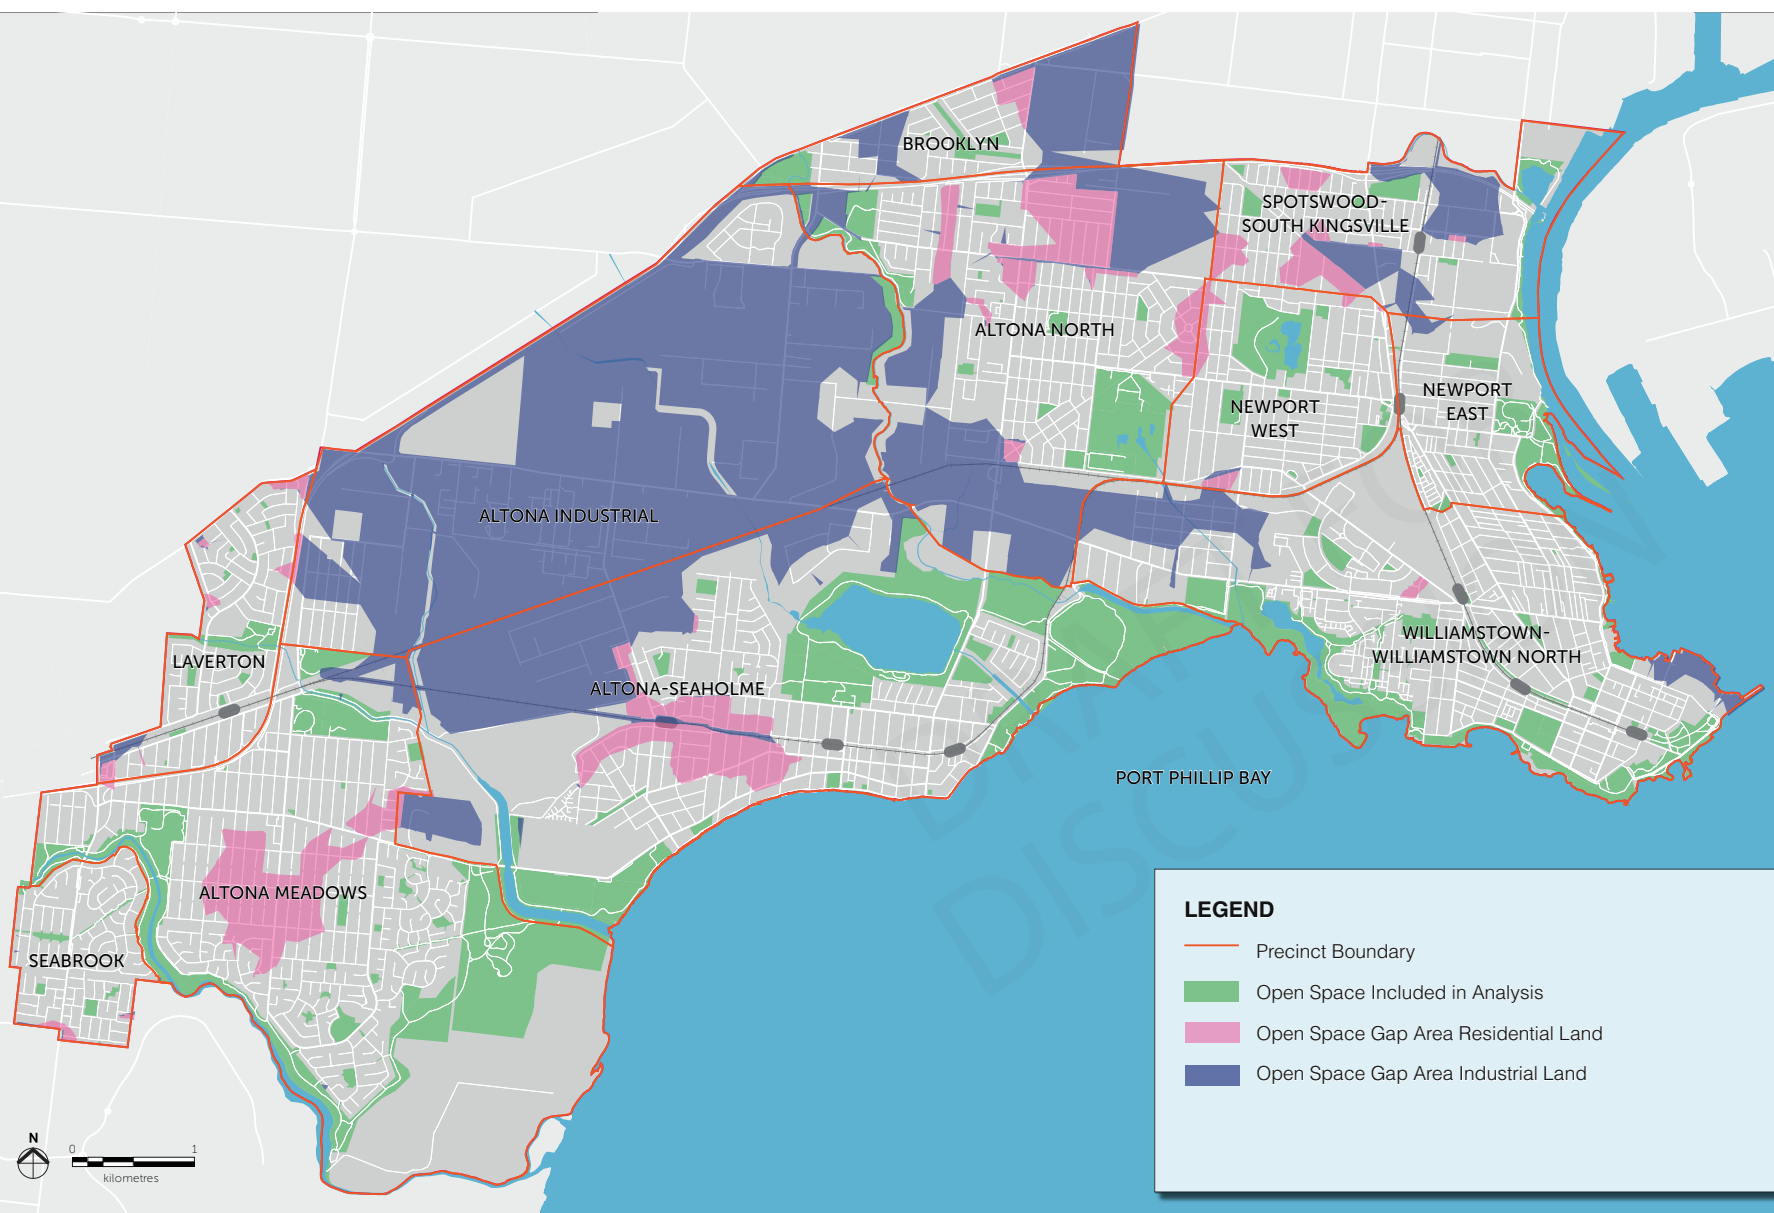 BROOKLYN
SPOTSWOOD-
SOUTH KINGSVILLE
ALTONA NORTH
NEWPORT
EAST
NEWPORT
WEST
ALTONA INDUSTRIAL
WILLIAMSTOWN-
WILLIAMSTOWN NORTH
LAVERTON
ALTONA-SEAHOLME
PORT PHILLIP BAY
ALTONA MEADOWS
SEABROOK
LEGEND
Precinct Boundary
Open Space Included in Analysis
Open Space Gap Area Residential Land
Open Space Gap Area Industrial Land
N
0 1
kilometres